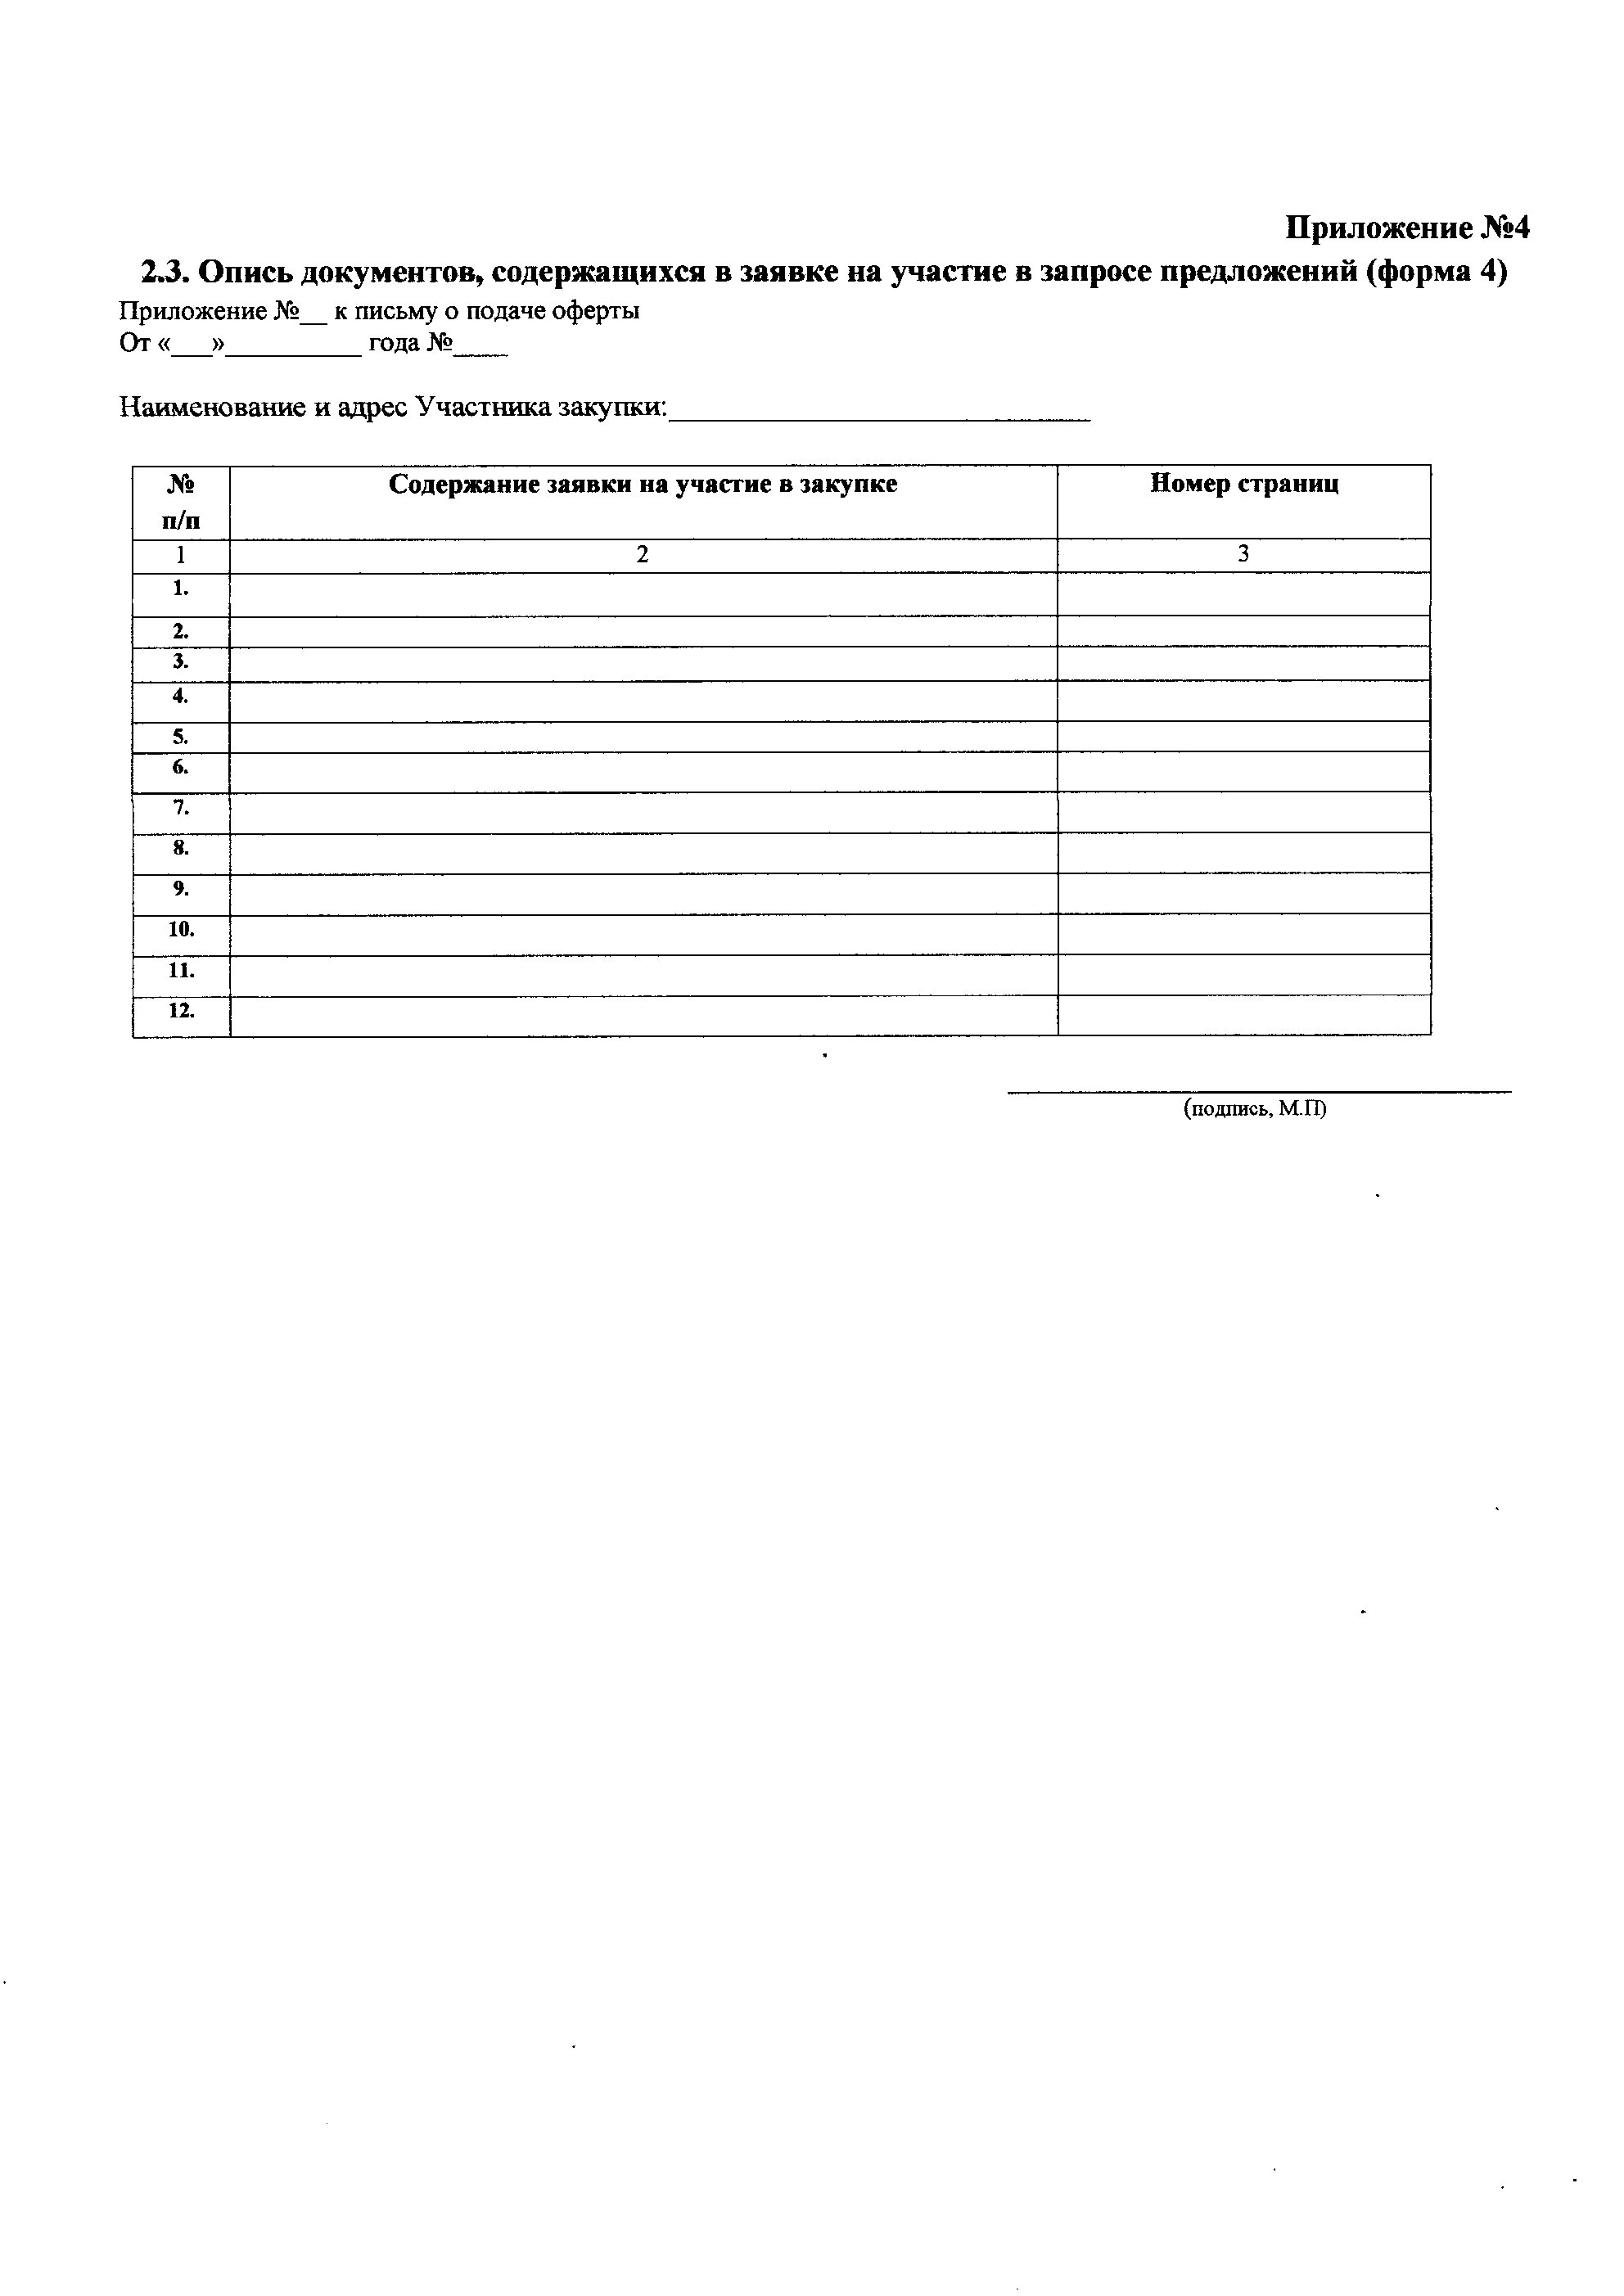 Приложение №4
2.3. Опись документов, содержащихся в заявке на участие в запросе предложений (форма 4)
Приложение №__ к письму о подаче оферты
От «___»__________ года №____
Наименование и адрес Участника закупки:_______________________________
№ Содержание заявки на участие в закупке Номер страниц
п/п
1 2 3
1.
2.
3.
4.
5.
6.
7.
8.
9.
10.
11.
12.
(подпись, М.П)